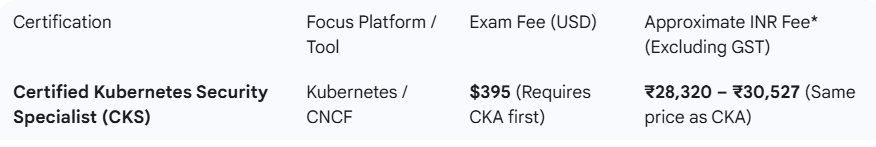 Certification
Focus Platform /
Tool
Exam Fee (USD)
Approximate INR Fee*
(Excluding GST)
Certified Kubernetes Security
Specialist (CKS)
Kubernetes /
CNCF
$395 (Requires
CKA first)
₹28,320 – ₹30,527 (Same
price as CKA)